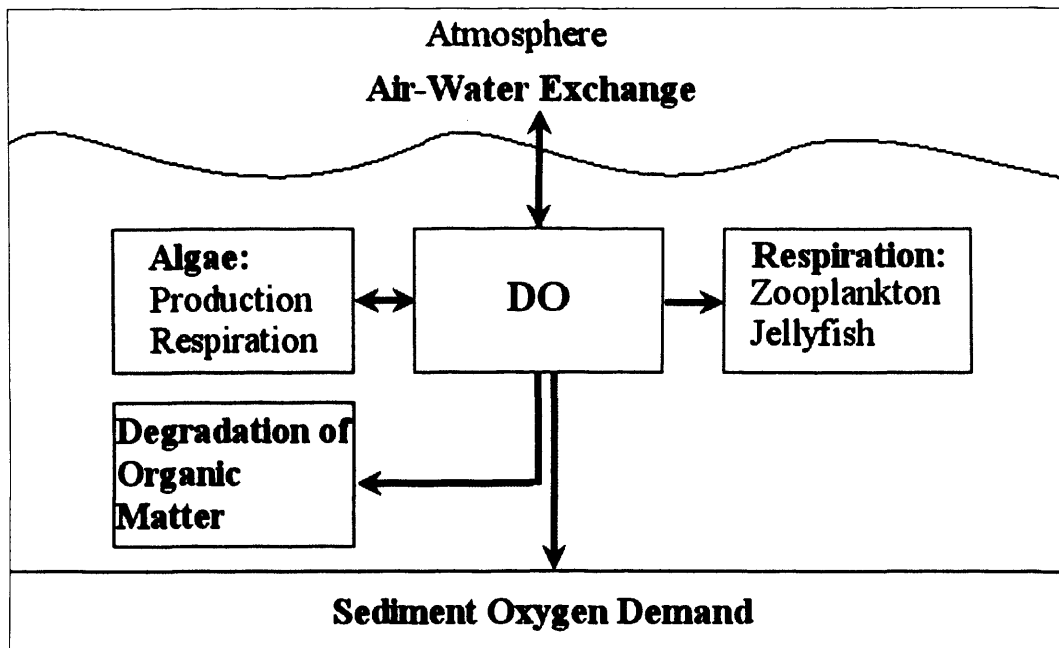 Atmosphere
Air-Water Exchange
Algae:
Production
Respiration
DO
Respiration:
Zooplankton
Jellyfish
Degradation of
Organic
Matter
Sediment Oxygen Demand